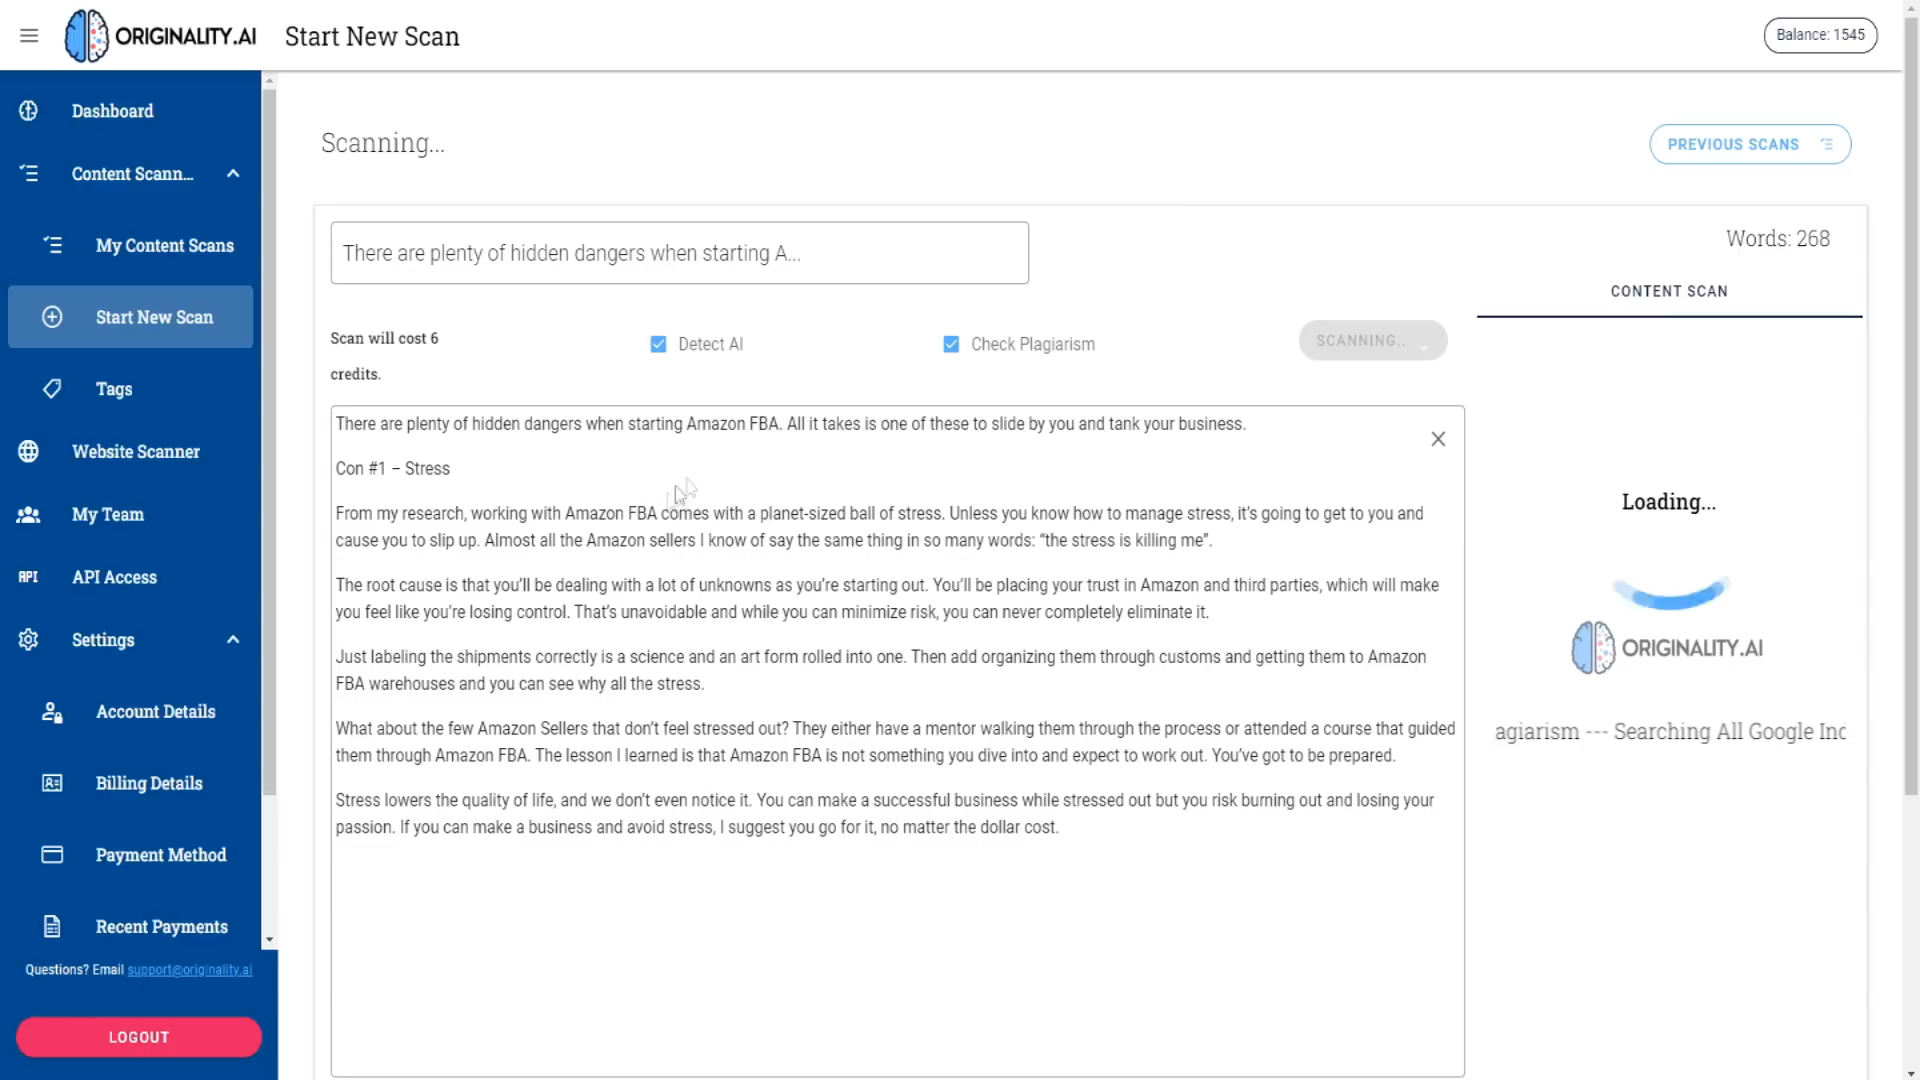 ORIGINALITY.AI
Start New Scan
Balance: 1545
Dashboard
Content Scann...
My Content Scans
Start New Scan
Tags
Website Scanner
My Team
API
API Access
Settings
Account Details
Billing Details
Payment Method
Recent Payments
Questions? Email support@originality.ai
LOGOUT
Scanning...
PREVIOUS SCANS
There are plenty of hidden dangers when starting A...
Words: 268
CONTENT SCAN
Scan will cost 6
credits.
Detect AI
Check Plagiarism
SCANNING..
There are plenty of hidden dangers when starting Amazon FBA. All it takes is one of these to slide by you and tank your business.
Con #1 – Stress
From my research, working with Amazon FBA comes with a planet-sized ball of stress. Unless you know how to manage stress, it’s going to get to you and
cause you to slip up. Almost all the Amazon sellers I know of say the same thing in so many words: “the stress is killing me”.
The root cause is that you’ll be dealing with a lot of unknowns as you’re starting out. You’ll be placing your trust in Amazon and third parties, which will make
you feel like you’re losing control. That’s unavoidable and while you can minimize risk, you can never completely eliminate it.
Just labeling the shipments correctly is a science and an art form rolled into one. Then add organizing them through customs and getting them to Amazon
FBA warehouses and you can see why all the stress.
What about the few Amazon Sellers that don’t feel stressed out? They either have a mentor walking them through the process or attended a course that guided
them through Amazon FBA. The lesson I learned is that Amazon FBA is not something you dive into and expect to work out. You’ve got to be prepared.
Stress lowers the quality of life, and we don’t even notice it. You can make a successful business while stressed out but you risk burning out and losing your
passion. If you can make a business and avoid stress, I suggest you go for it, no matter the dollar cost.
Loading...
ORIGINALITY.AI
agiarism --- Searching All Google Inc